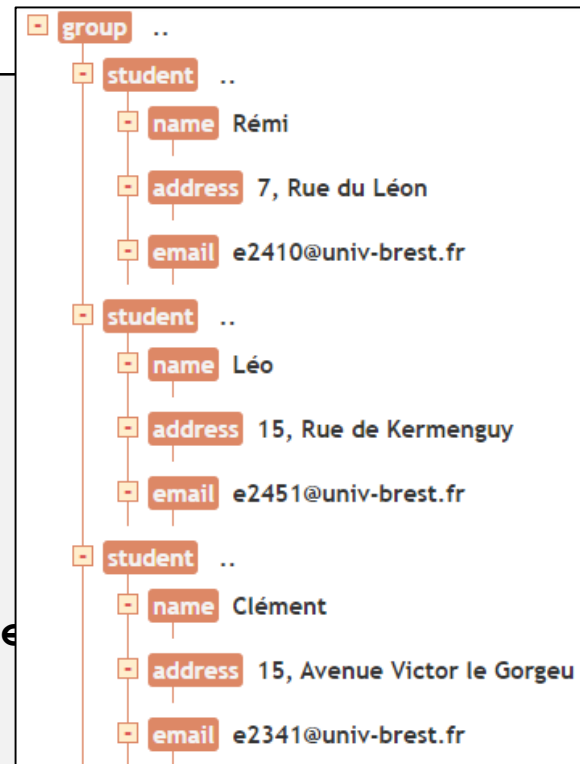 - group ..
- student ..
- name Rémi
- address 7, Rue du Léon
- email e2410@univ-brest.fr
- student ..
- name Léo
- address 15, Rue de Kermenguy
- email e2451@univ-brest.fr
- student ..
- name Clément
e
- address 15, Avenue Victor le Gorgeu
- email e2341@univ-brest.fr